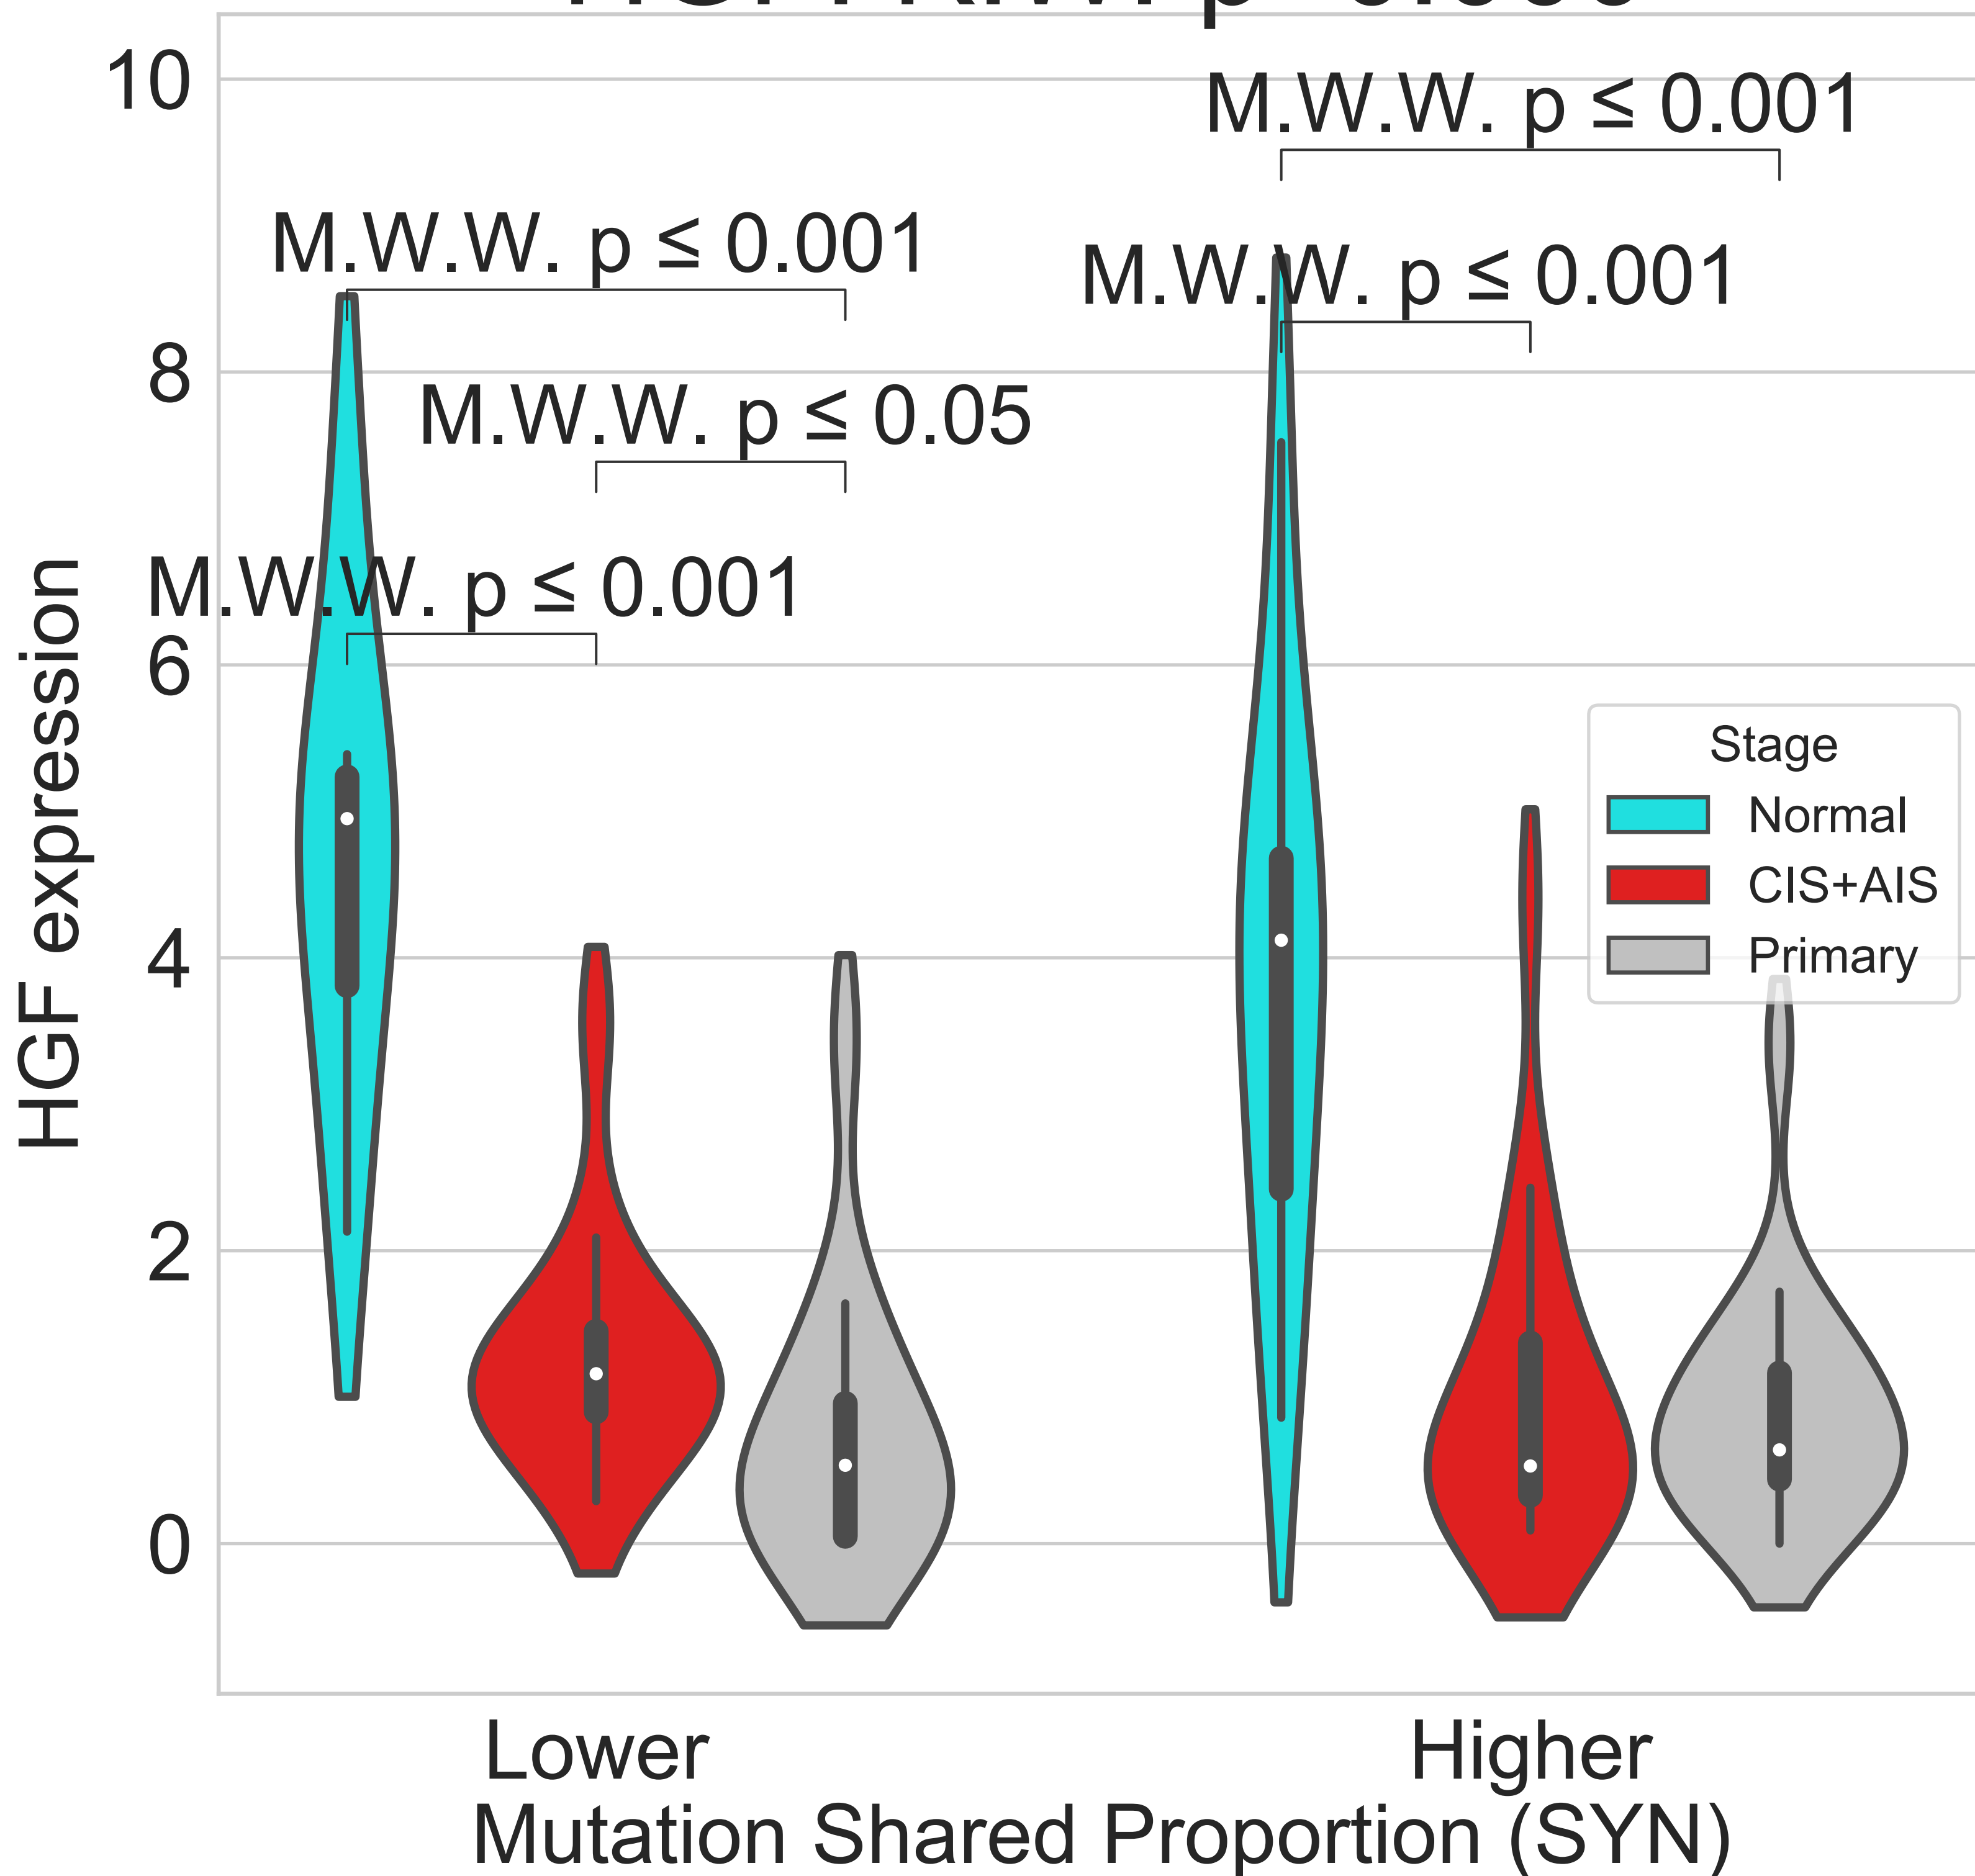 10
M.W.W. p ≤ 0.001
M.W.W. p ≤ 0.001
M.W.W. p ≤ 0.001
8
M.W.W. p ≤ 0.05
M.W.W. p ≤ 0.001
6
HGF expression
Stage
Normal
CIS+AIS
Primary
4
2
0
Lower
Higher
Mutation Shared Proportion (SYN)